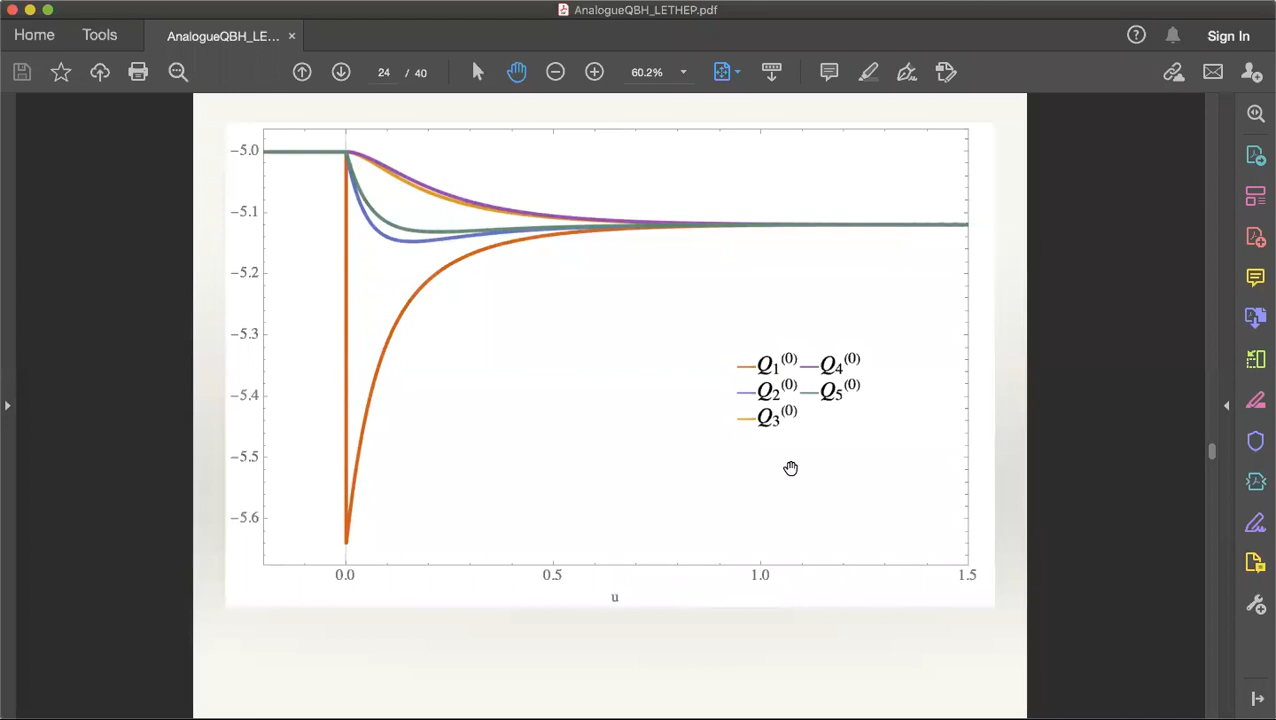 AnalogueQBH_LETHEP.pdf
Home Tools AnalogueQBH_LE... × Sign In
24 / 40 60.2%
−5.0
−5.1
−5.2
−5.3
−5.4
−5.5
−5.6
Q1(0) Q4(0)
Q2(0) Q5(0)
Q3(0)
0.0 0.5 1.0 1.5
u